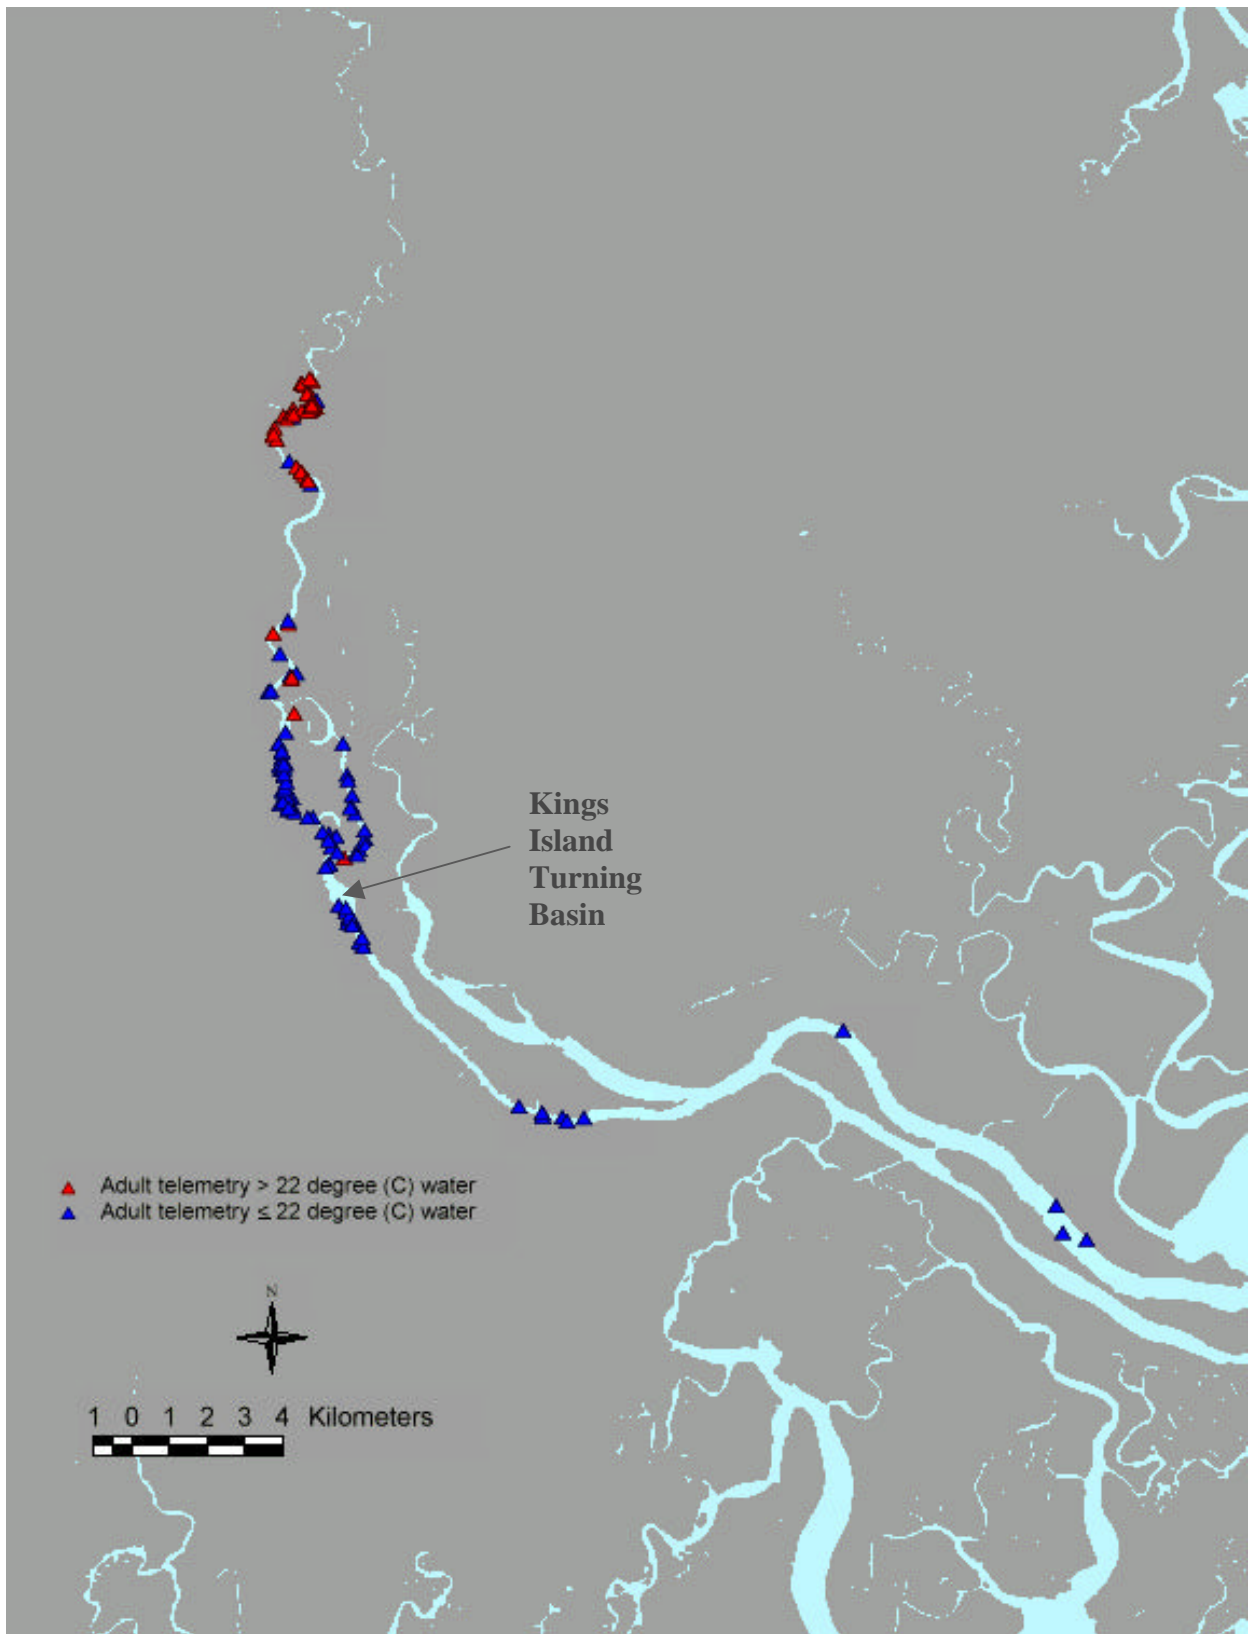 Kings
Island
Turning
Basin
Adult telemetry > 22 degree (C) water
Adult telemetry ≤ 22 degree (C) water
N
1 0 1 2 3 4 Kilometers